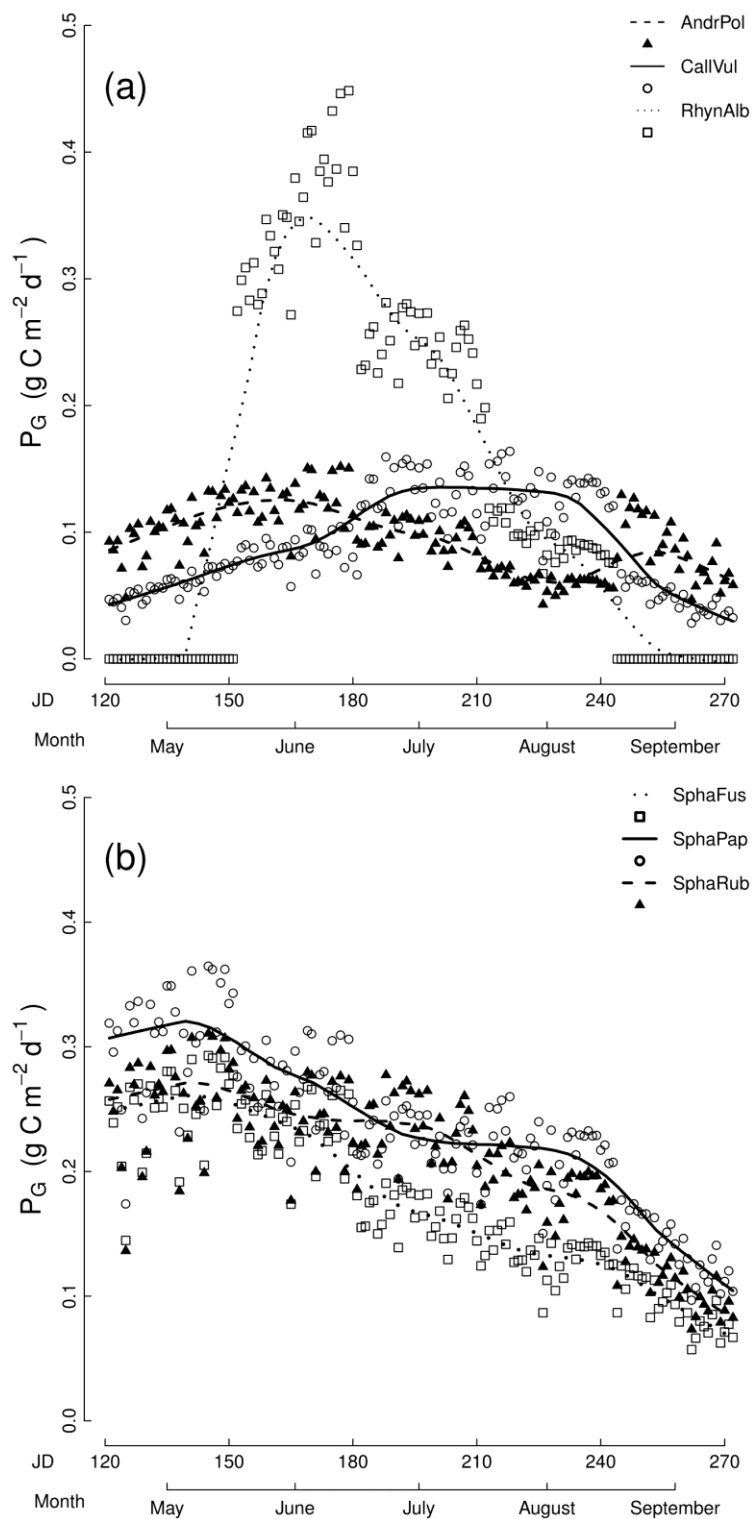 (a)
AndrPol
CallVul
RhynAlb
P_G (g C m⁻² d⁻¹)
0.5
0.4
0.3
0.2
0.1
0.0
JD 120 150 180 210 240 270
Month May June July August September
(b)
SphaFus
SphaPap
SphaRub
P_G (g C m⁻² d⁻¹)
0.5
0.4
0.3
0.2
0.1
0.0
JD 120 150 180 210 240 270
Month May June July August September